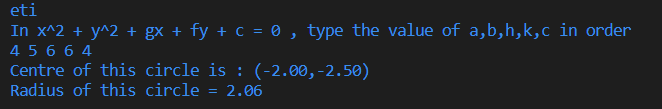 eti
In x^2 + y^2 + gx + fy + c = 0 , type the value of a,b,h,k,c in order
4 5 6 6 4
Centre of this circle is : (-2.00,-2.50)
Radius of this circle = 2.06